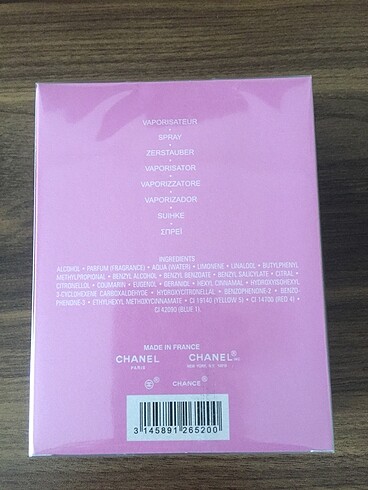 VAPORISATEUR
•
SPRAY
•
ZERSTAUBER
•
VAPORISATOR
•
VAPORIZZATORE
•
VAPORIZADOR
•
SUIHKE
•
ΣΠΡΕΪ
INGREDIENTS
ALCOHOL • PARFUM (FRAGRANCE) • AQUA (WATER) • LIMONENE • LINALOOL • BUTYLPHENYL
METHYLPROPIONAL • BENZYL ALCOHOL • BENZYL BENZOATE • BENZYL SALICYLATE • CITRAL •
CITRONELLOL • COUMARIN • EUGENOL • GERANIOL • HEXYL CINNAMAL • HYDROXYISOHEXYL
3-CYCLOHEXEME CARBOXALDEHYDE • HYDROXYCITRONELLAL • BENZOPHENONE-2 • BENZO-
PHENONE-3 • ETHYLHEXYL METHOXYCINNAMATE • CI 19140 (YELLOW 5) • CI 14700 (RED 4) •
CI 42090 (BLUE 1).
MADE IN FRANCE
CHANEL CHANEL® INC
PARIS NEW YORK, N.Y. 10019
CHANCE®
3 145891 265200